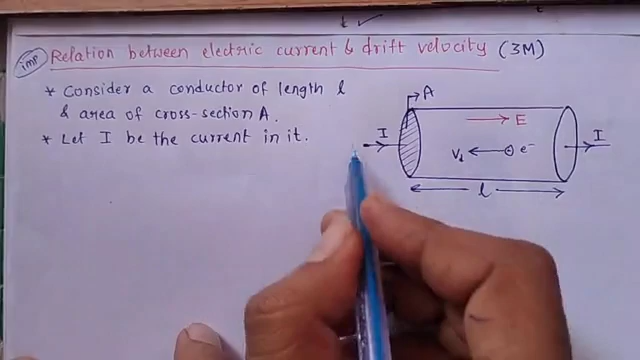 imp Relation between electric current & drift velocity (3M)
* Consider a conductor of length l
& area of cross-section A.
* Let I be the current in it.
A
E
I
I
Vd
e-
l